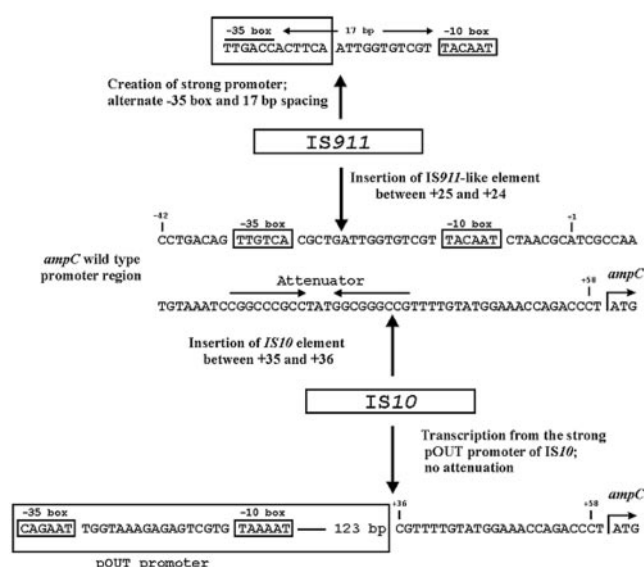 -35 box 17 bp -10 box
TTGACCACTTCA ATTGGTGTCGT TACAAT
Creation of strong promoter;
alternate -35 box and 17 bp spacing
IS911
Insertion of IS911-like element
between +25 and +24
-42 -35 box -10 box -1
CCTGACAG TTGTCA CGCTGATTGGTGTCGT TACAAT CTAACGCATCGCCAA
ampC wild type
promoter region
Attenuator +58 ampC
TGTAAATCCGGCCCGCCTATGGCGGGCCGTTTTGTATGGAAACCAGACCCT ATG
Insertion of IS10 element
between +35 and +36
IS10
Transcription from the strong
pOUT promoter of IS10;
no attenuation
-35 box -10 box +36 +58 ampC
CAGAAT TGGTAAAGAGAGTCGTG TAAAAT 123 bp CGTTTTGTATGGAAACCAGACCCT ATG
pOUT promoter